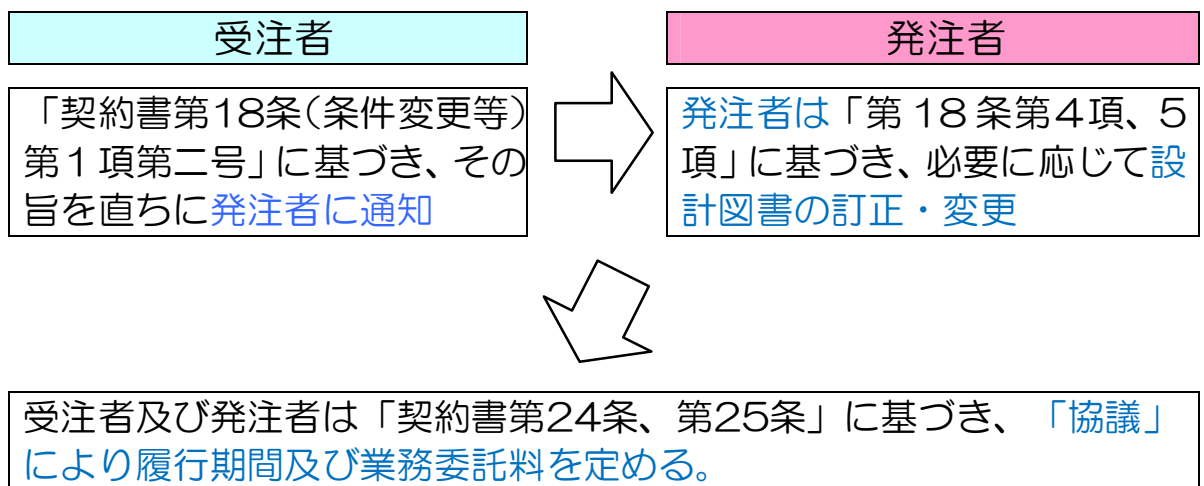 受注者
発注者
「契約書第18条(条件変更等)
第1項第二号」に基づき、その
旨を直ちに発注者に通知
発注者は「第18条第4項、5
項」に基づき、必要に応じて設
計図書の訂正・変更
受注者及び発注者は「契約書第24条、第25条」に基づき、「協議」
により履行期間及び業務委託料を定める。